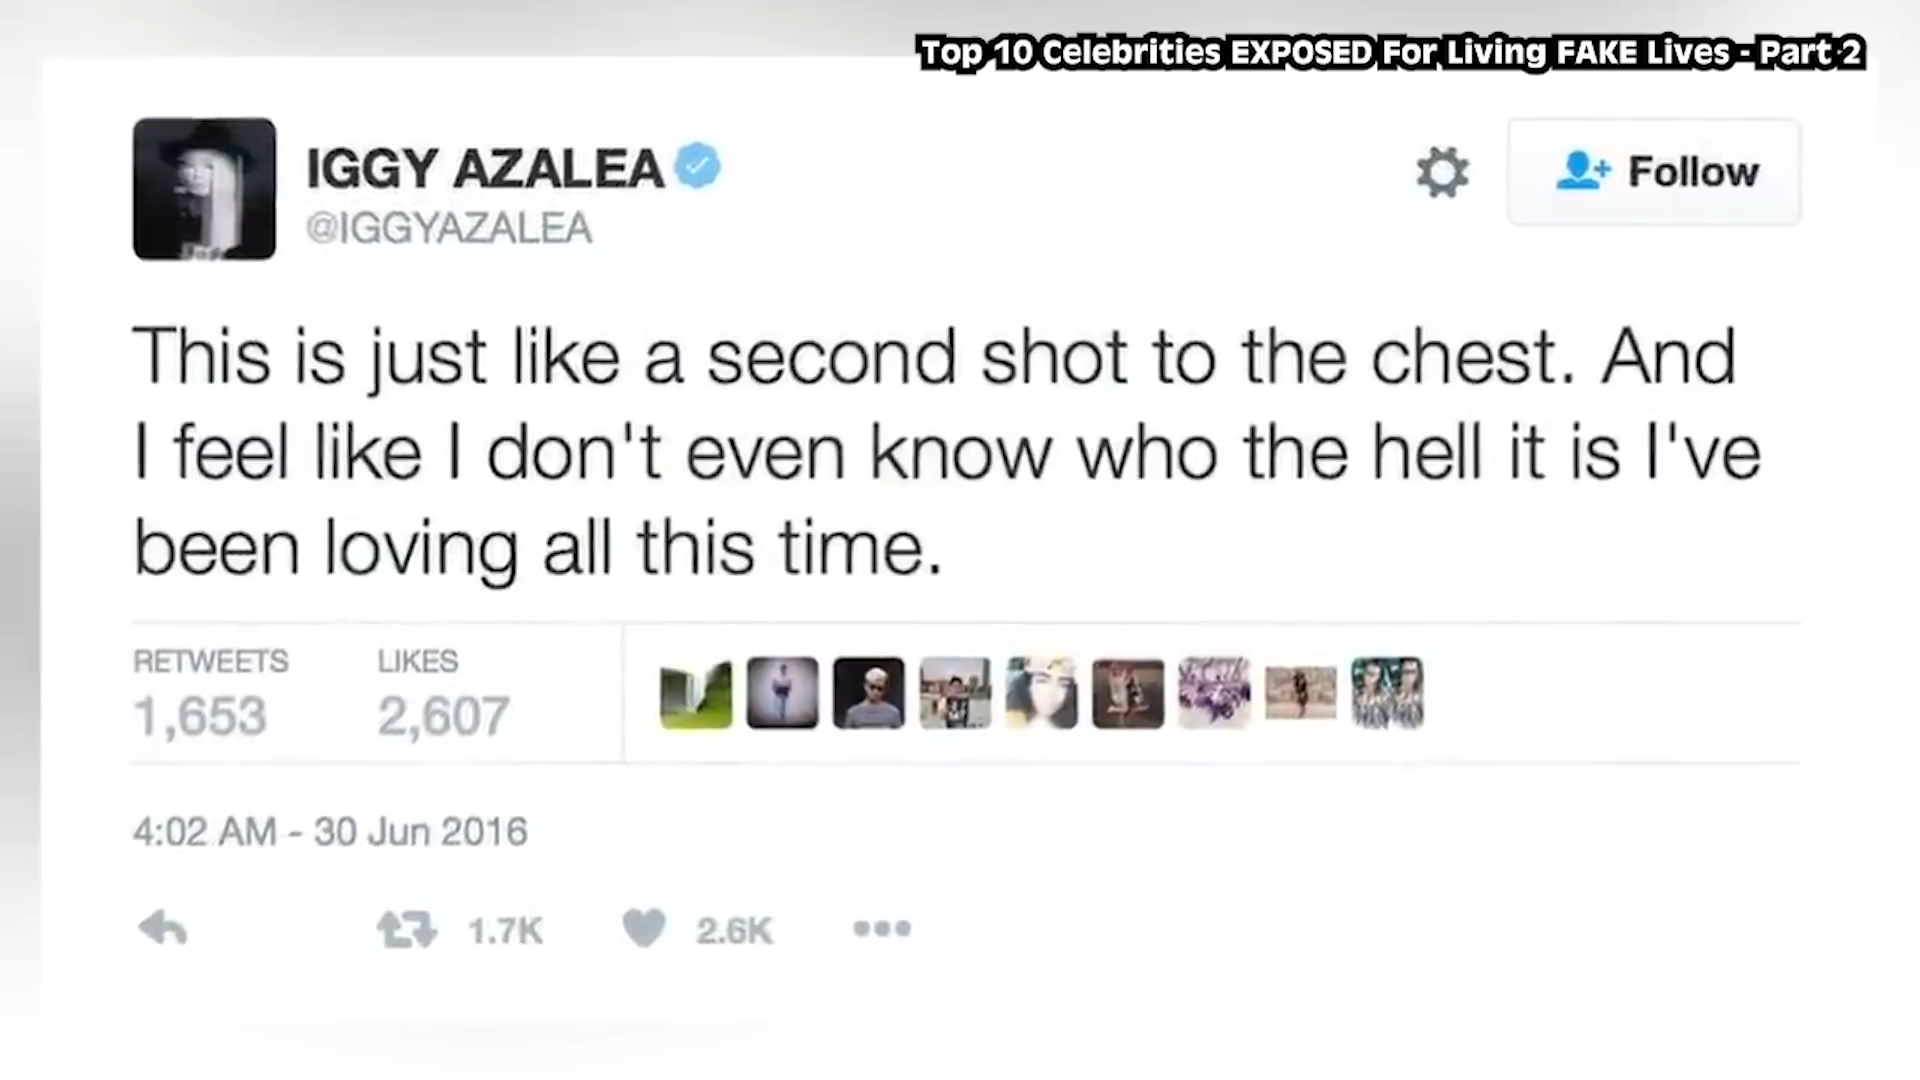 Top 10 Celebrities EXPOSED For Living FAKE Lives - Part 2
IGGY AZALEA
@IGGYAZALEA
Follow
This is just like a second shot to the chest. And
I feel like I don't even know who the hell it is I've
been loving all this time.
RETWEETS LIKES
1,653 2,607
4:02 AM - 30 Jun 2016
1.7K 2.6K